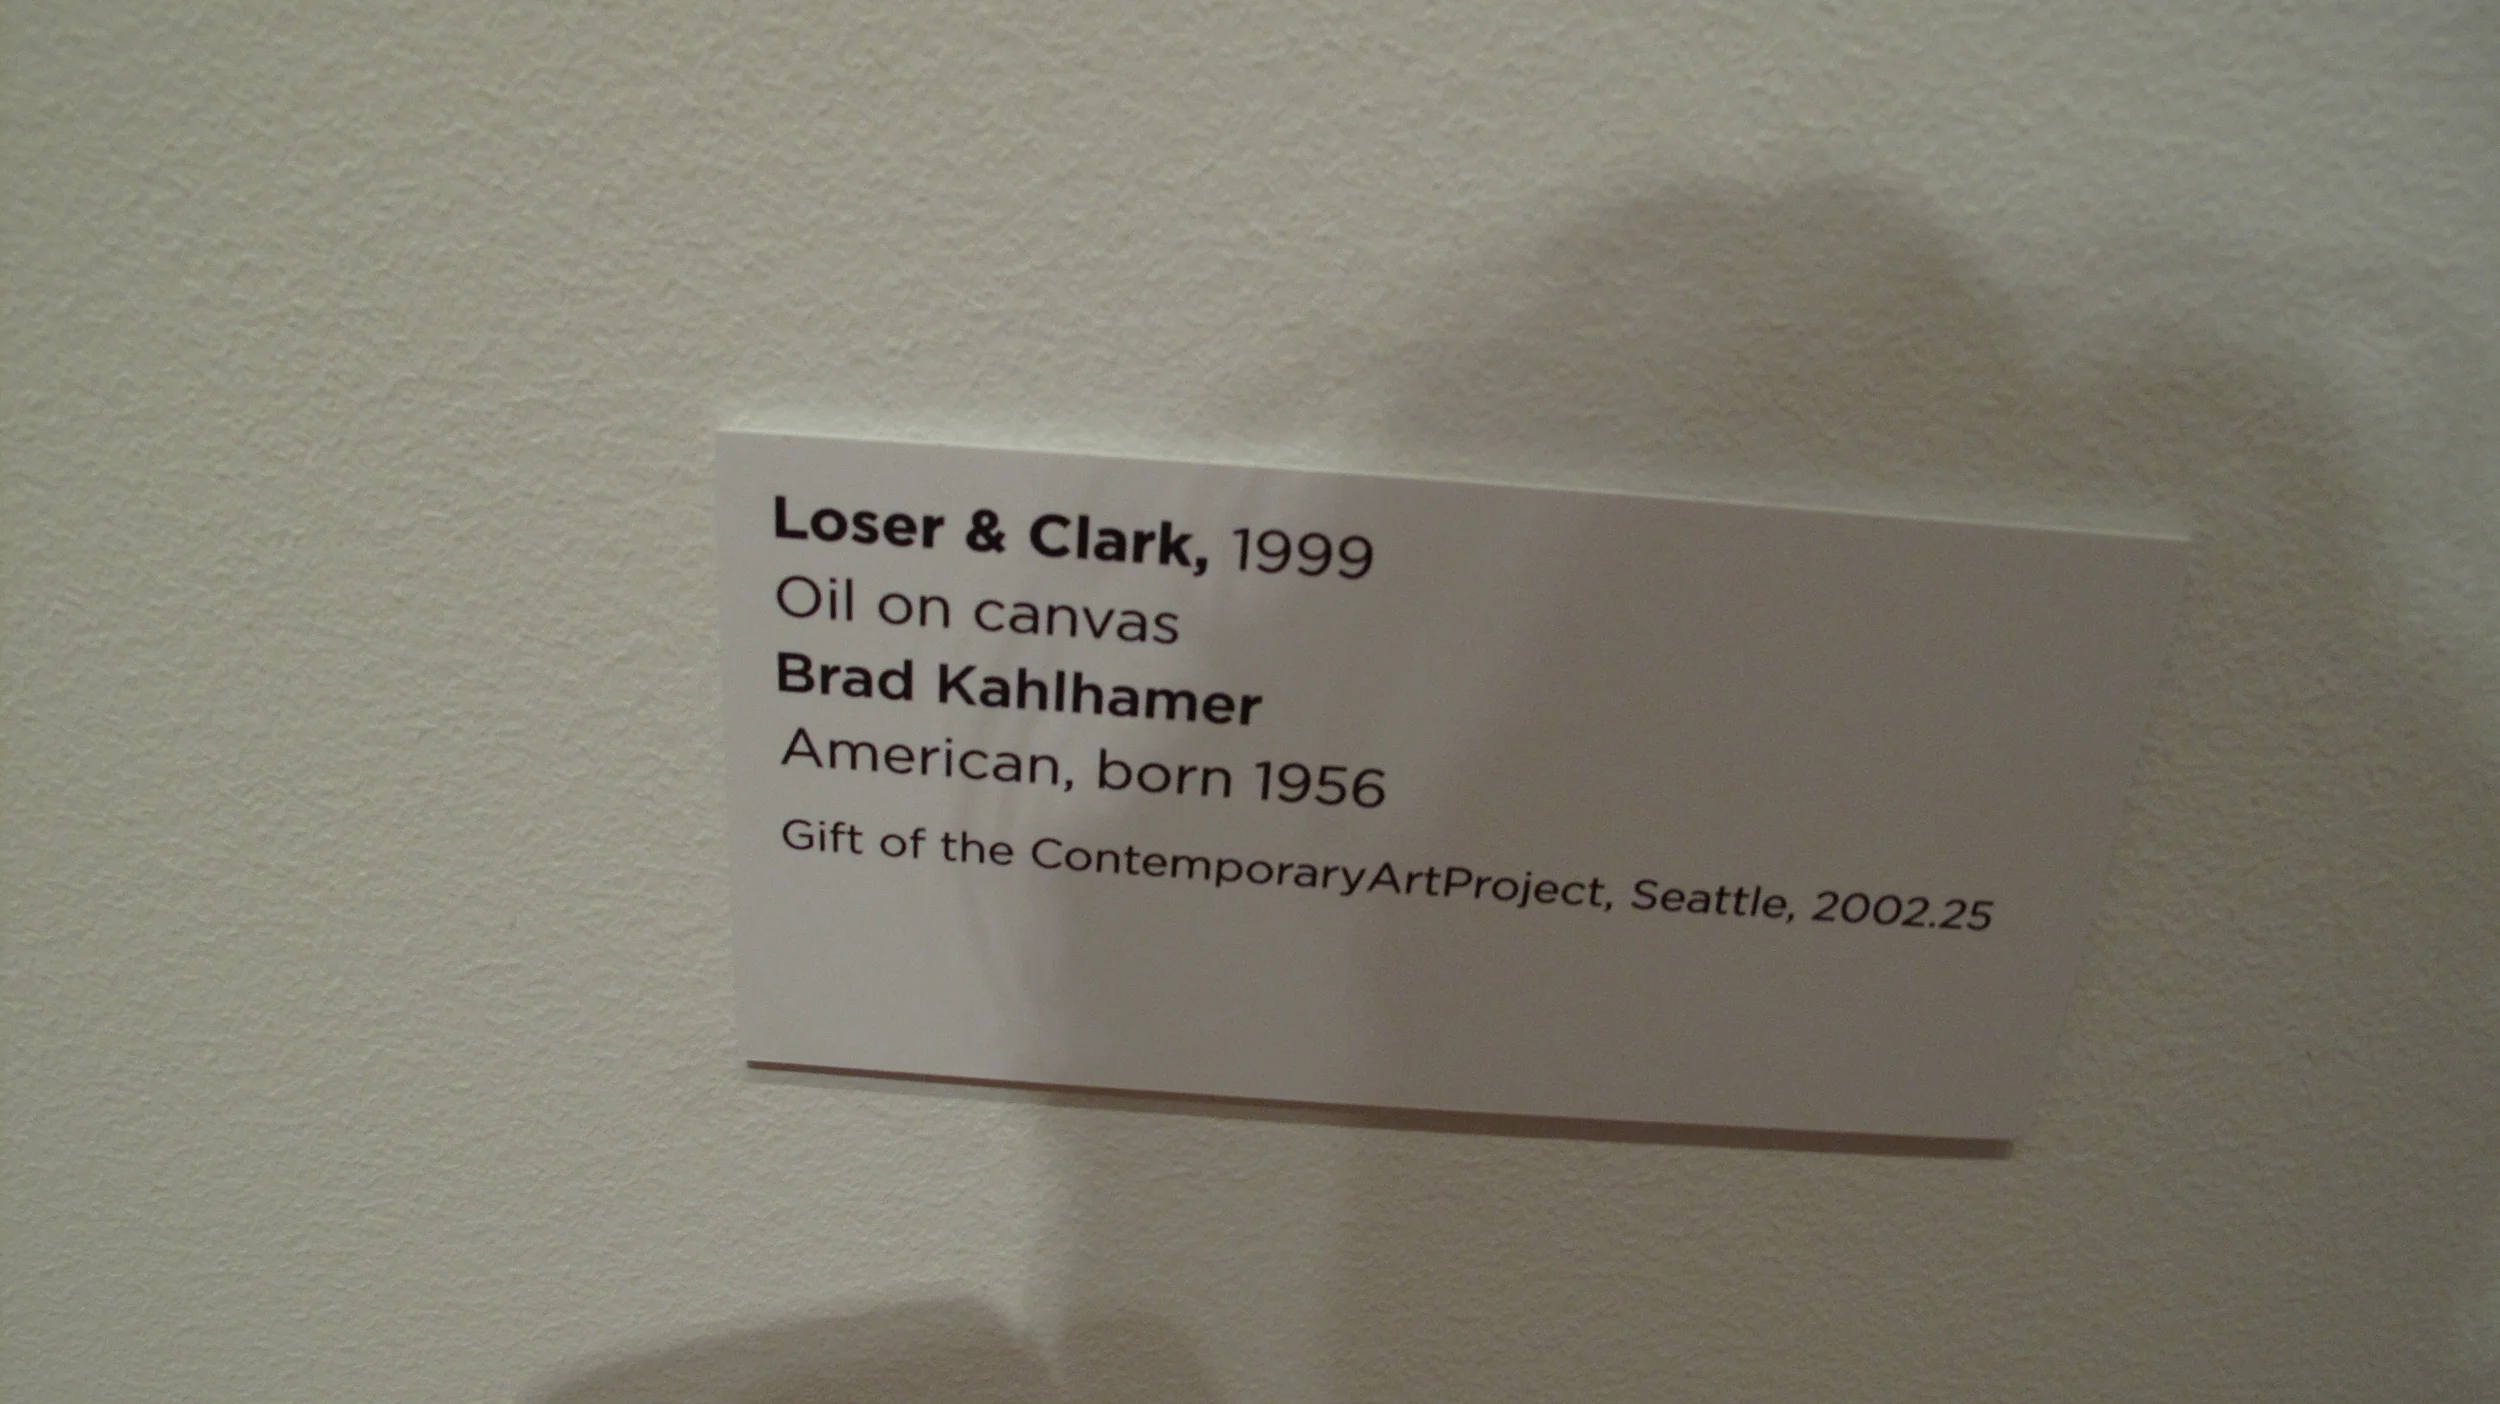 Loser & Clark, 1999
Oil on canvas
Brad Kahlhamer
American, born 1956
Gift of the ContemporaryArtProject, Seattle, 2002.25